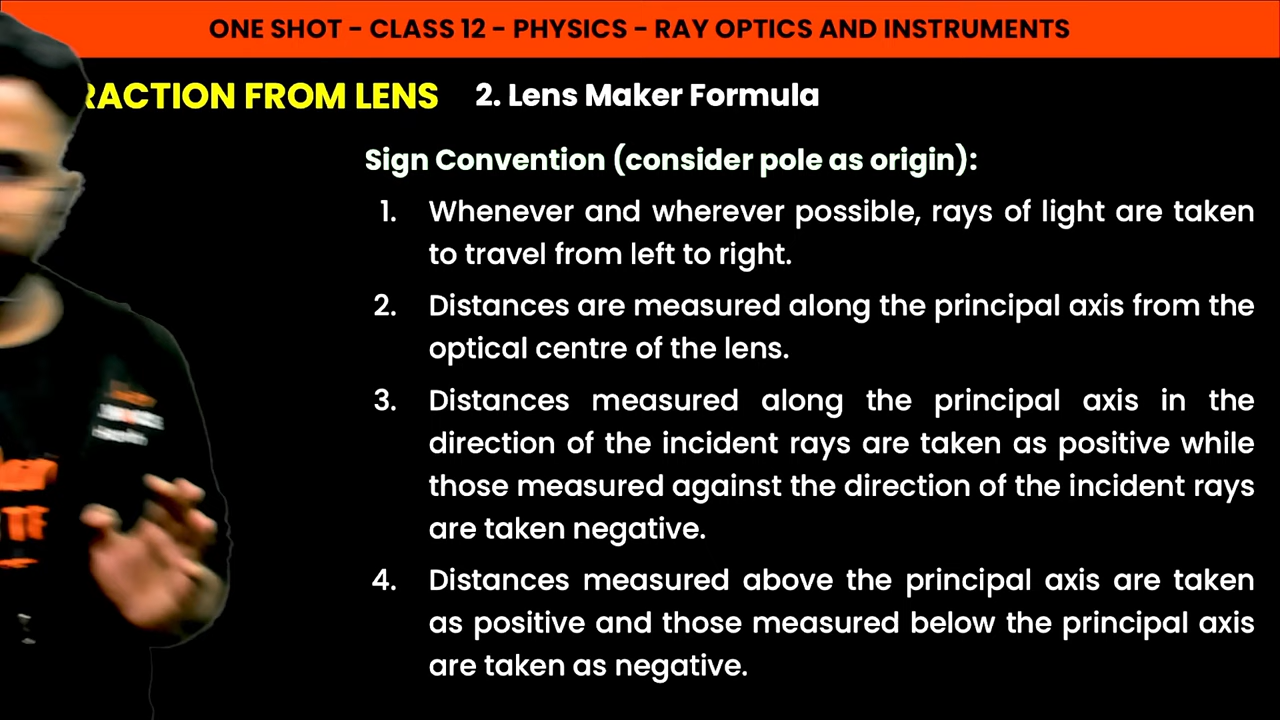 ONE SHOT - CLASS 12 - PHYSICS - RAY OPTICS AND INSTRUMENTS
RACTION FROM LENS 2. Lens Maker Formula
Sign Convention (consider pole as origin):
1. Whenever and wherever possible, rays of light are taken
to travel from left to right.
2. Distances are measured along the principal axis from the
optical centre of the lens.
3. Distances measured along the principal axis in the
direction of the incident rays are taken as positive while
those measured against the direction of the incident rays
are taken negative.
4. Distances measured above the principal axis are taken
as positive and those measured below the principal axis
are taken as negative.